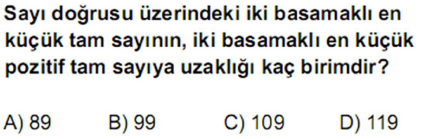 Sayı doğrusu üzerindeki iki basamaklı en
küçük tam sayının, iki basamaklı en küçük
pozitif tam sayıya uzaklığı kaç birimdir?
A) 89 B) 99 C) 109 D) 119